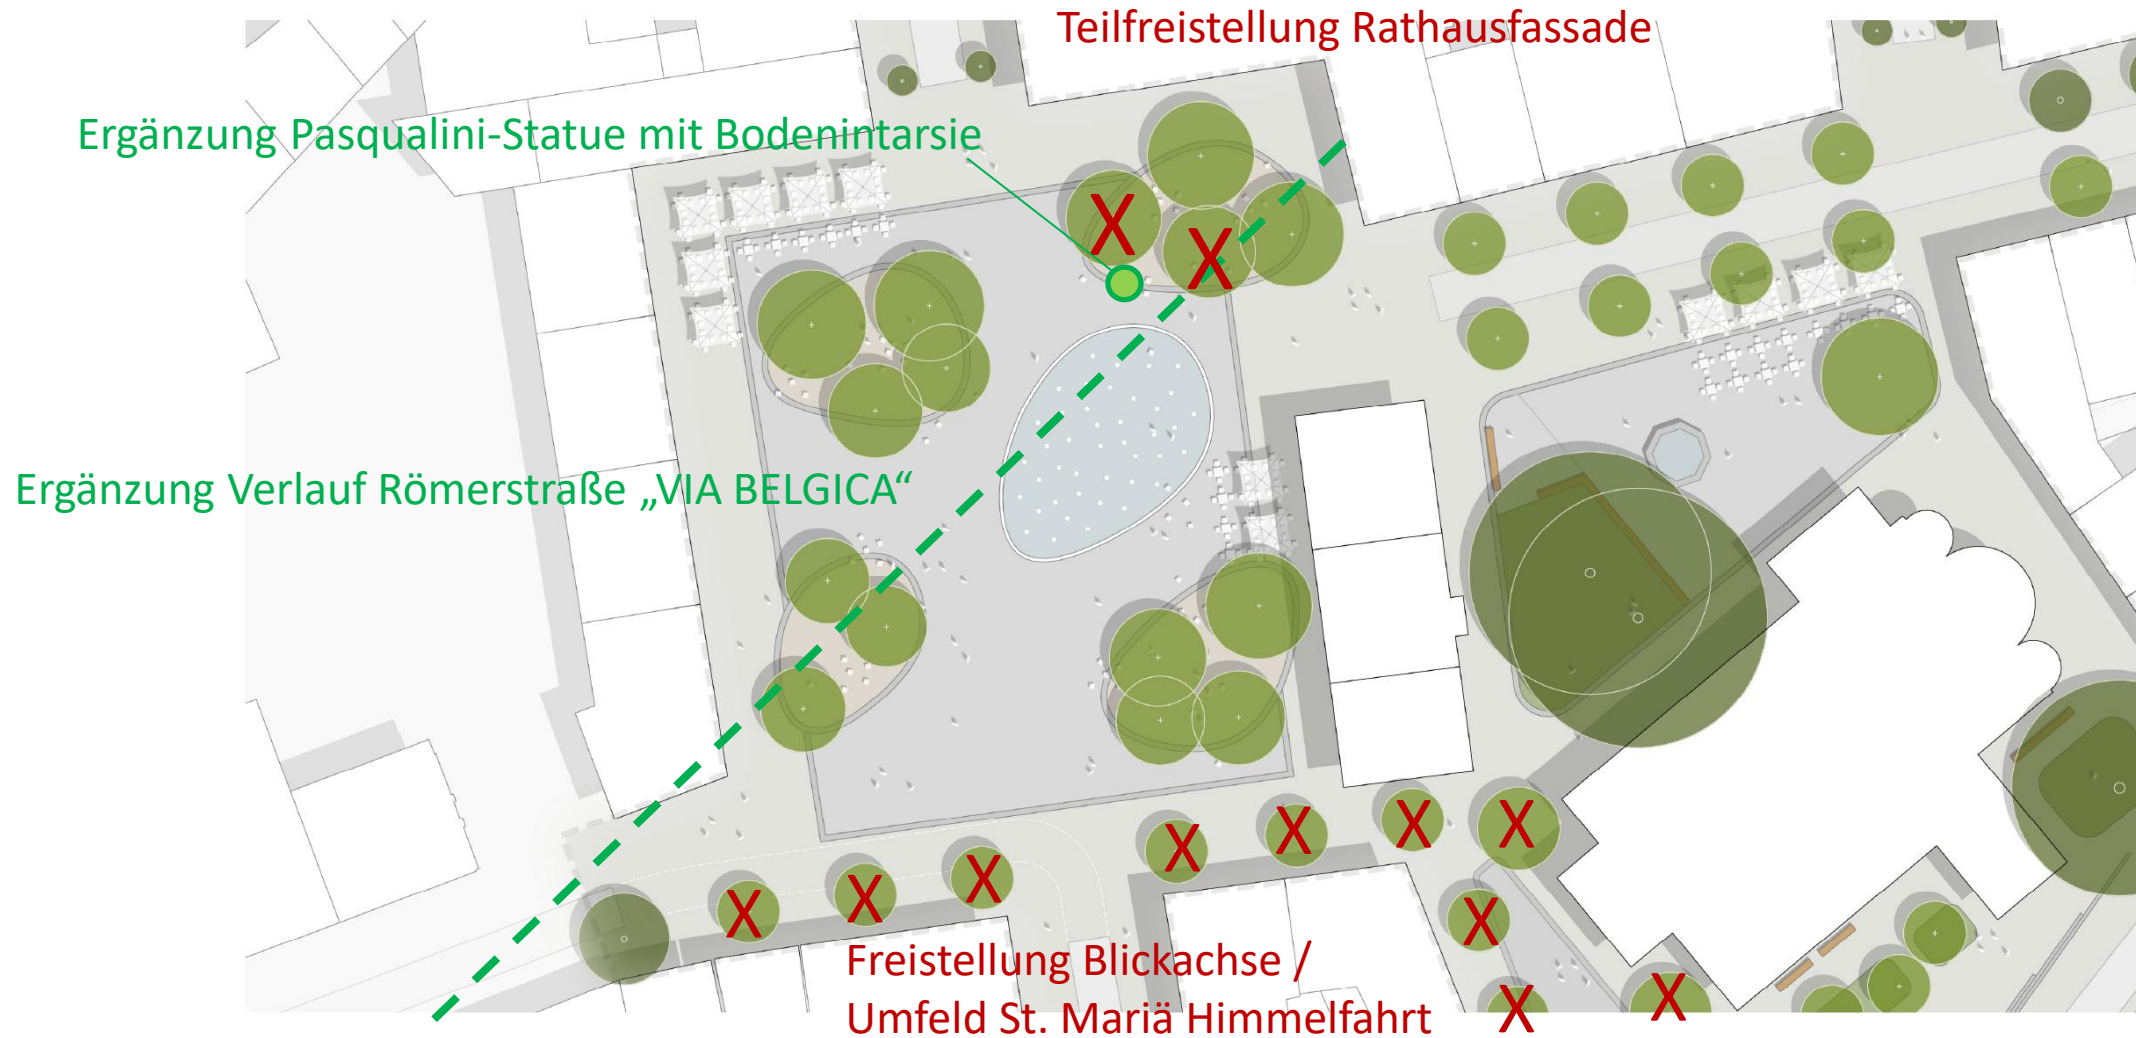 Teilfreistellung Rathausfassade
Ergänzung Pasqualini-Statue mit Bodenintarsie
X
X
Ergänzung Verlauf Römerstraße „VIA BELGICA“
X
X
X
X
X
X
X
X
X
X
Freistellung Blickachse /
Umfeld St. Mariä Himmelfahrt